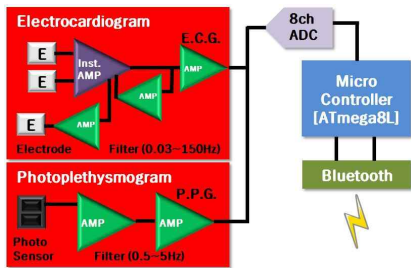 Electrocardiogram
E.C.G.
E
E
E
Inst.
AMP
AMP
AMP
AMP
Electrode
Filter (0.03~150Hz)
Photoplethysmogram
P.P.G.
AMP
AMP
Photo
Sensor
Filter (0.5~5Hz)
8ch
ADC
Micro
Controller
[ATmega8L]
Bluetooth